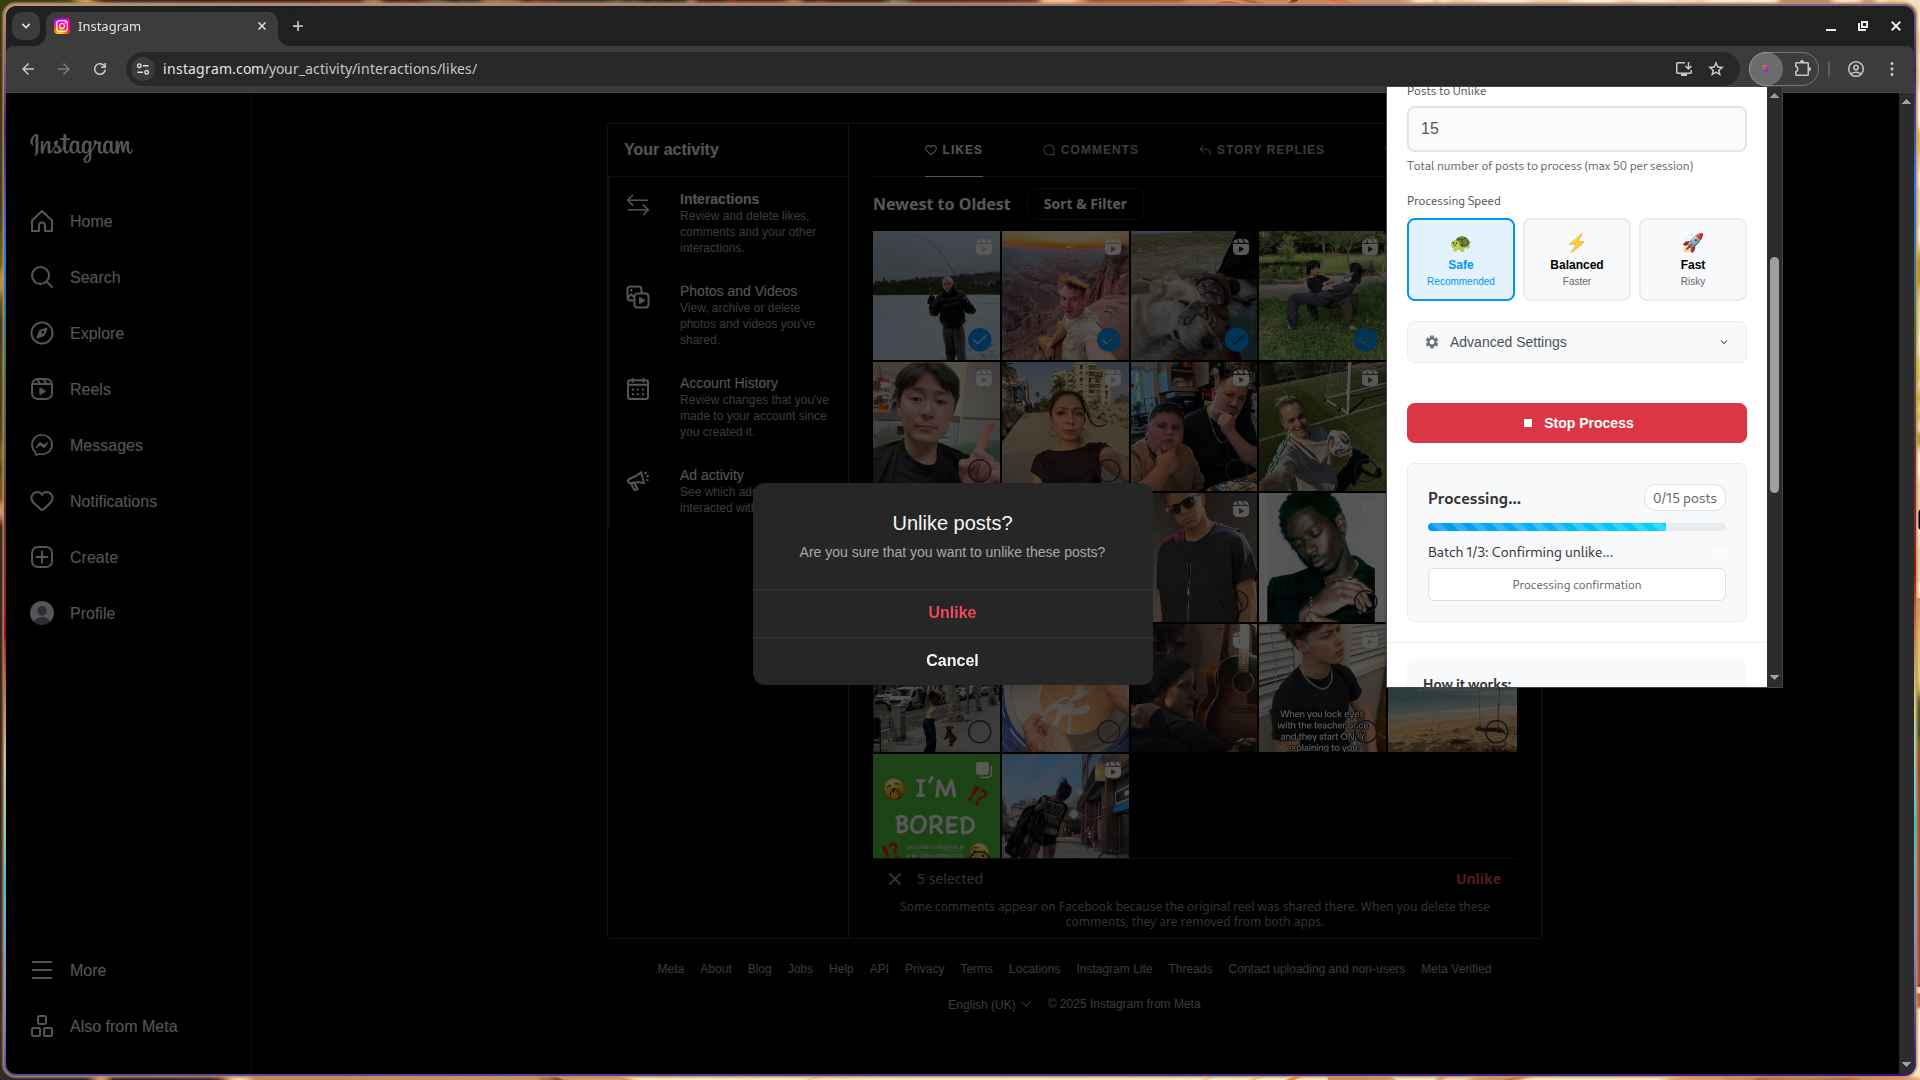 Instagram
instagram.com/your_activity/interactions/likes/
Instagram
Home
Search
Explore
Reels
Messages
Notifications
Create
Profile
More
Also from Meta
Your activity
Interactions
Review and delete likes,
comments and your other
interactions.
Photos and Videos
View, archive or delete
photos and videos you've
shared.
Account History
Review changes that you've
made to your account since
you created it.
Ad activity
See which ads
interacted with
LIKES
COMMENTS
STORY REPLIES
Newest to Oldest
Sort & Filter
Unlike posts?
Are you sure that you want to unlike these posts?
Unlike
Cancel
When you lock eyes
with the teacher once
and they start
explaining to you
I'M
BORED
5 selected
Unlike
Some comments appear on Facebook because the original reel was shared there. When you delete these
comments, they are removed from both apps.
Meta About Blog Jobs Help API Privacy Terms Locations Instagram Lite Threads Contact uploading and non-users Meta Verified
English (UK)
© 2025 Instagram from Meta
Posts to Unlike
15
Total number of posts to process (max 50 per session)
Processing Speed
Safe
Recommended
Balanced
Faster
Fast
Risky
Advanced Settings
Stop Process
Processing...
0/15 posts
Batch 1/3: Confirming unlike...
Processing confirmation
How it works: